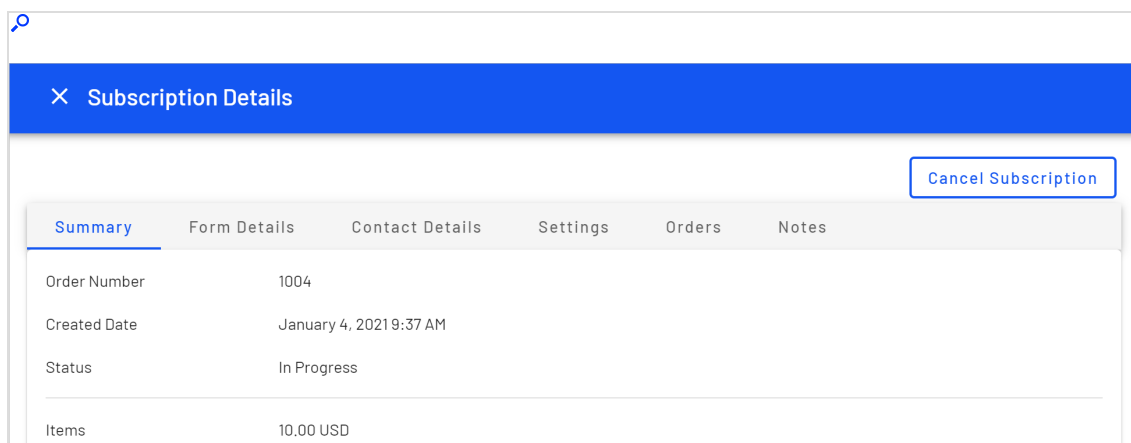 Subscription Details
Cancel Subscription
Summary Form Details Contact Details Settings Orders Notes
Order Number 1004
Created Date January 4, 2021 9:37 AM
Status In Progress
Items 10.00 USD